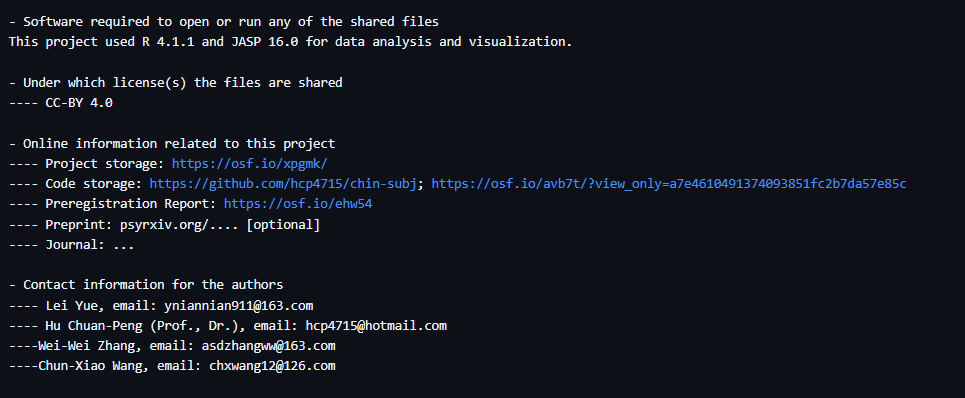 - Software required to open or run any of the shared files
This project used R 4.1.1 and JASP 16.0 for data analysis and visualization.
- Under which license(s) the files are shared
---- CC-BY 4.0
- Online information related to this project
---- Project storage: https://osf.io/xpgmk/
---- Code storage: https://github.com/hcp4715/chin-subj; https://osf.io/avb7t/?view_only=a7e4610491374093851fc2b7da57e85c
---- Preregistration Report: https://osf.io/ehw54
---- Preprint: psyrxiv.org/.... [optional]
---- Journal: ...
- Contact information for the authors
---- Lei Yue, email: yniannian911@163.com
---- Hu Chuan-Peng (Prof., Dr.), email: hcp4715@hotmail.com
----Wei-Wei Zhang, email: asdzhangww@163.com
----Chun-Xiao Wang, email: chxwang12@126.com